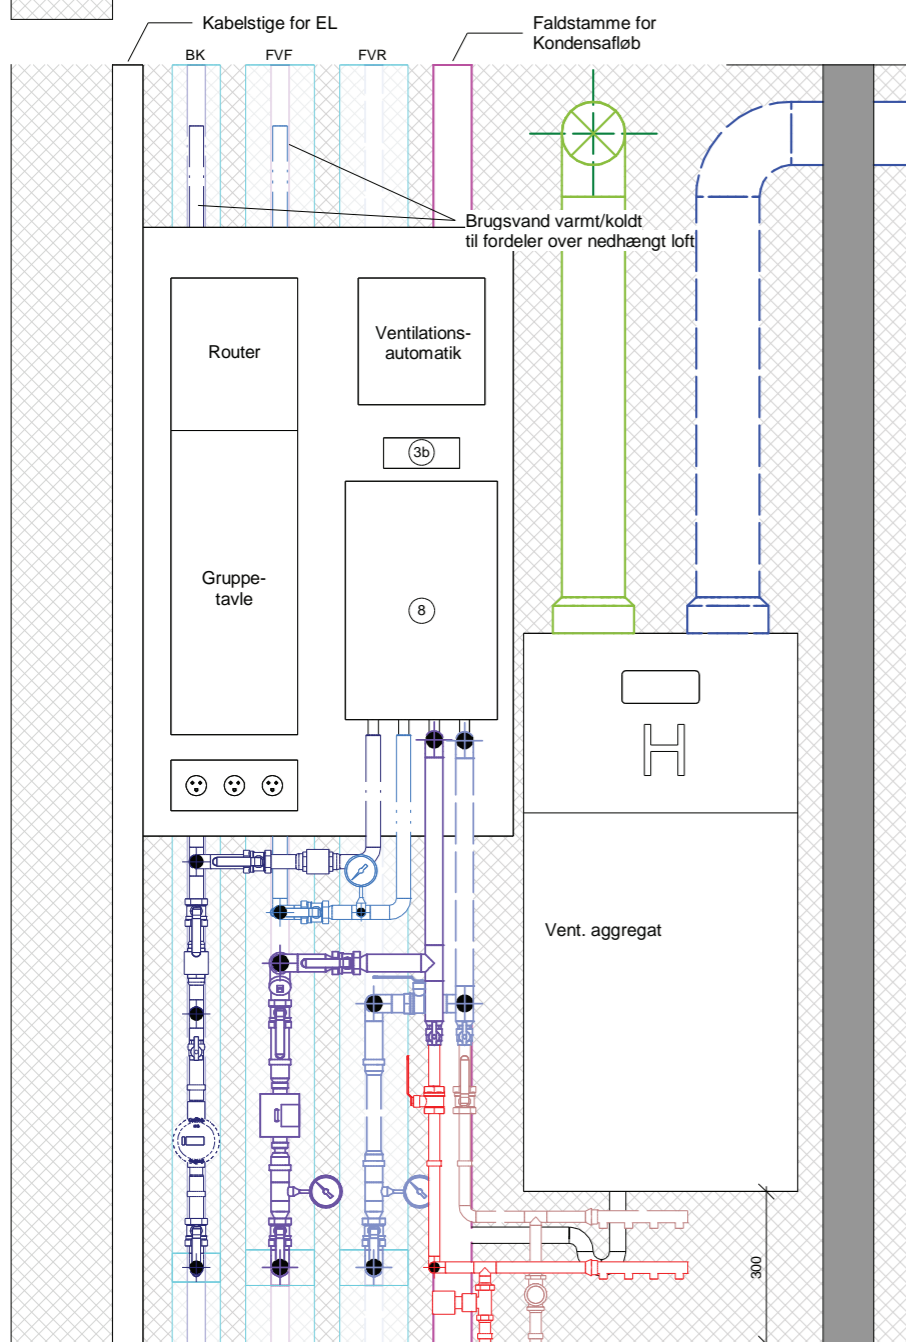 Kabelstige for EL
Faldstamme for
Kondensafløb
BK
FVF
FVR
Brugsvand varmt/koldt
til fordeler over nedhængt loft
Router
Ventilations-
automatik
3b
Gruppe-
tavle
8
H
Vent. aggregat
300